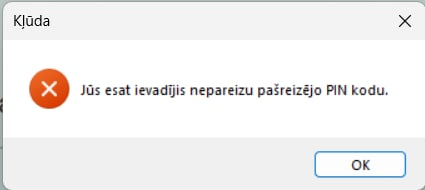 Kļūda
Jūs esat ievadījis nepareizu pašreizējo PIN kodu.
OK